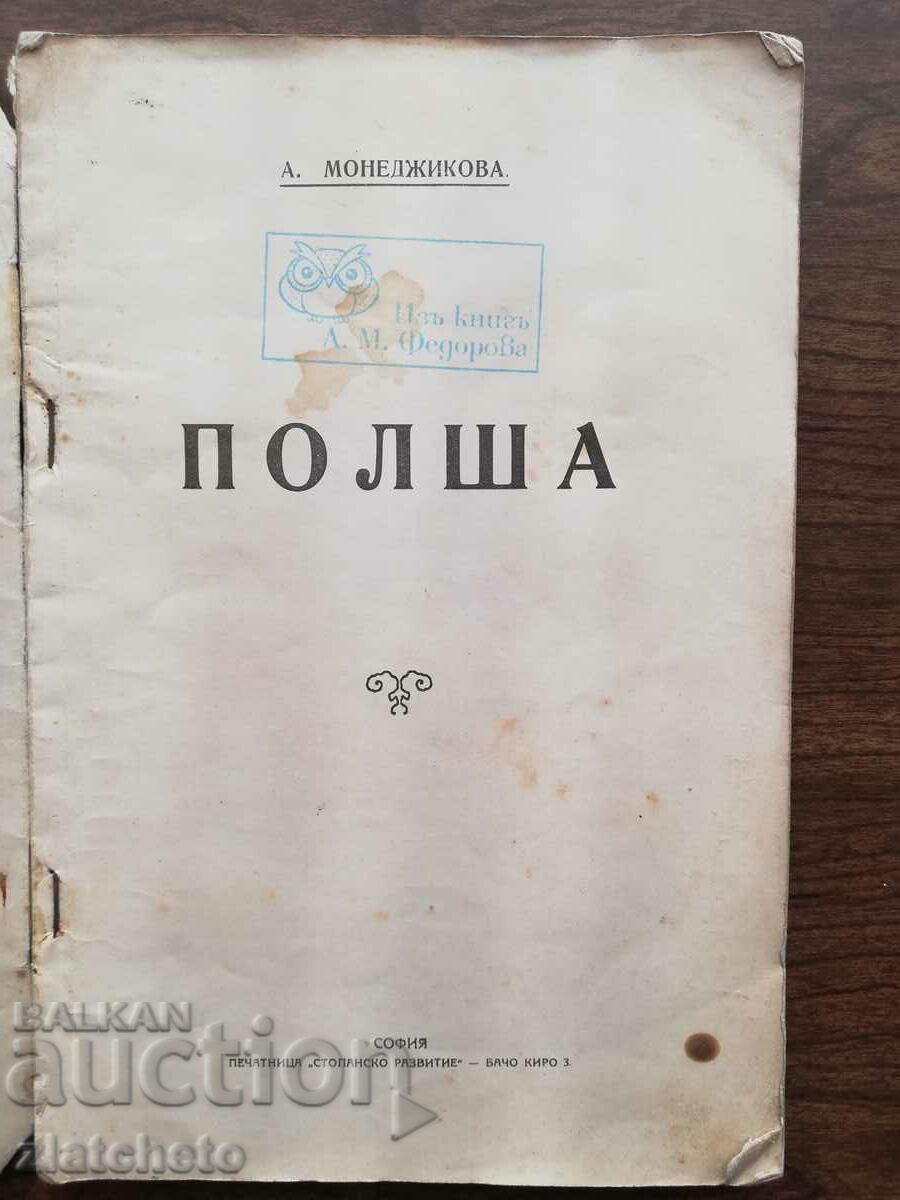 А. МОНЕДЖИКОВА.
Изъ книгъ
А. М. Федорова
ПОЛША
СОФИЯ
ПЕЧАТНИЦА „СТОПАНСКО РАЗВИТИЕ“ — БАЧО КИРО 3.
BALKAN
auction
zlatcheto